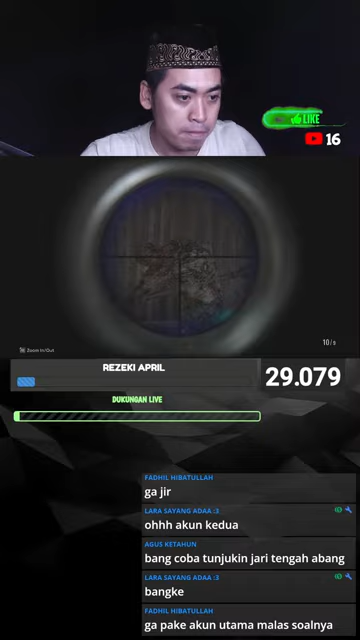 LIKE
16
Zoom In/Out
10/9
REZEKI APRIL
29.079
DUKUNGAN LIVE
FADHIL HIBATULLAH
ga jir
LARA SAYANG ADAA :3
ohhh akun kedua
AGUS KETAHUN
bang coba tunjukin jari tengah abang
LARA SAYANG ADAA :3
bangke
FADHIL HIBATULLAH
ga pake akun utama malas soalnya